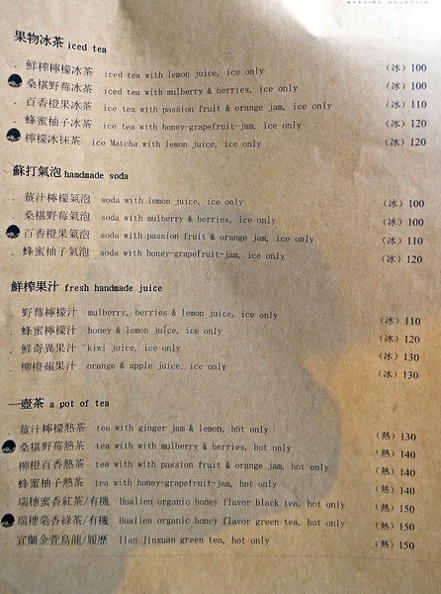 果物冰茶 iced tea
. 鮮榨檸檬冰茶 iced tea with lemon juice, ice only (冰) 100
桑椹野莓冰茶 iced tea with mulberry & berries, ice only (冰) 100
. 百香橙果冰茶 ice tea with passion fruit & orange jam, ice only (冰) 110
. 蜂蜜柚子冰茶 ice tea with honey-grapefruit-jam, ice only (冰) 120
檸檬冰抹茶 ice Matcha with lemon juice, ice only (冰) 120
蘇打氣泡 handmade soda
. 薑汁檸檬氣泡 soda with lemon juice, ice only (冰) 100
. 桑椹野莓氣泡 soda with mulberry & berries, ice only (冰) 100
百香橙果氣泡 soda with passion fruit & orange jam, ice only (冰) 110
. 蜂蜜柚子氣泡 soda with honey-grapefruit-jam, ice only (冰) 120
鮮榨果汁 fresh handmade juice
. 野莓檸檬汁 mulberry, berries & lemon juice, ice only (冰) 110
. 蜂蜜檸檬汁 honey & lemon juice, ice only (冰) 120
. 鮮奇異果汁 kiwi juice, ice only (冰) 130
. 柳橙蘋果汁 orange & apple juice, ice only (冰) 130
一壺茶 a pot of tea
. 薑汁檸檬熱茶 tea with ginger jam & lemon, hot only (熱) 130
桑椹野莓熱茶 tea with with mulberry & berries, hot only (熱) 140
. 柳橙百香熱茶 tea with with passion fruit & orange jam, hot only (熱) 140
. 蜂蜜柚子熱茶 tea with honey-grapefruit-jam, hot only (熱) 140
. 瑞穗蜜香紅茶/有機 Hualien organic honey flavor black tea, hot only (熱) 150
瑞穗毫香綠茶/有機 Hualien organic honey flavor green tea, hot only (熱) 150
. 宜蘭金萱烏龍/履歷 Ilan Jinxuan green tea, hot only (熱) 150